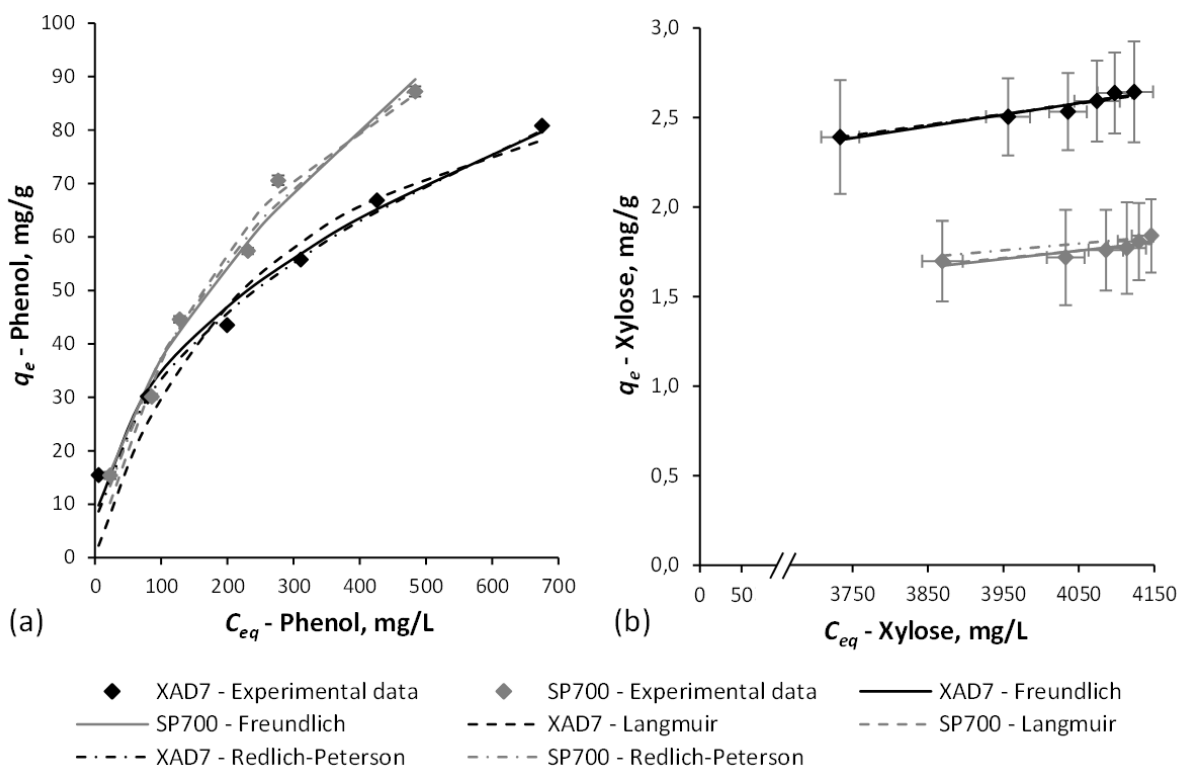 100
90
80
70
60
50
40
30
20
10
0
q_e - Phenol, mg/g
0 100 200 300 400 500 600 700
C_eq - Phenol, mg/L
(a)
3,0
2,5
2,0
1,5
1,0
0,5
0,0
q_e - Xylose, mg/g
0 50 3750 3850 3950 4050 4150
C_eq - Xylose, mg/L
(b)
XAD7 - Experimental data SP700 - Experimental data XAD7 - Freundlich
SP700 - Freundlich XAD7 - Langmuir SP700 - Langmuir
XAD7 - Redlich-Peterson SP700 - Redlich-Peterson